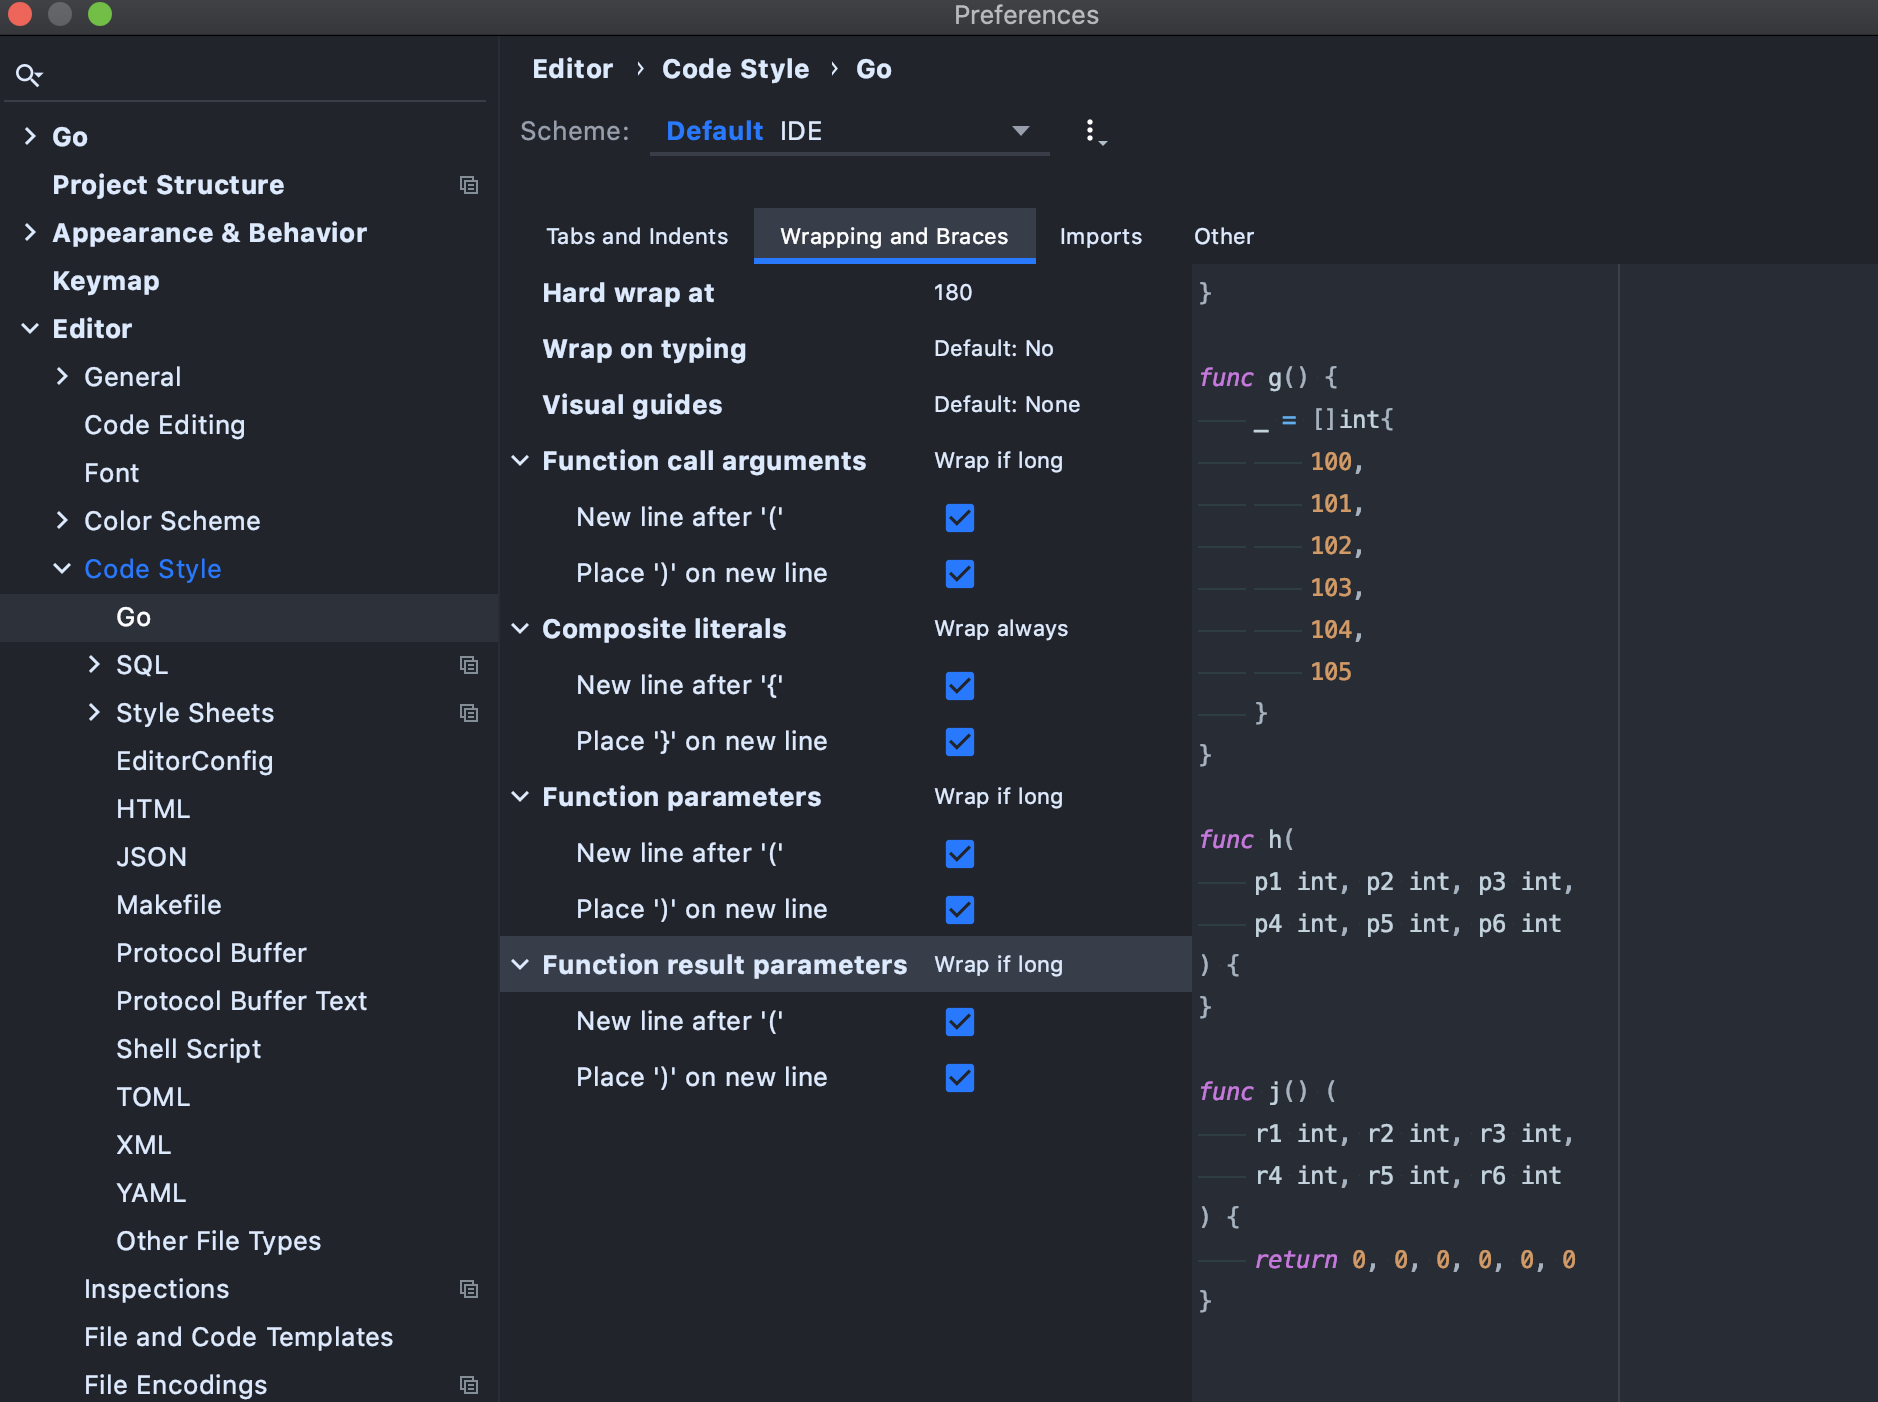 Preferences
Go
Project Structure
Appearance & Behavior
Keymap
Editor
General
Code Editing
Font
Color Scheme
Code Style
Go
SQL
Style Sheets
EditorConfig
HTML
JSON
Makefile
Protocol Buffer
Protocol Buffer Text
Shell Script
TOML
XML
YAML
Other File Types
Inspections
File and Code Templates
File Encodings
Editor › Code Style › Go
Scheme: Default IDE
Tabs and Indents Wrapping and Braces Imports Other
Hard wrap at 180
Wrap on typing Default: No
Visual guides Default: None
Function call arguments Wrap if long
New line after '('
Place ')' on new line
Composite literals Wrap always
New line after '{'
Place '}' on new line
Function parameters Wrap if long
New line after '('
Place ')' on new line
Function result parameters Wrap if long
New line after '('
Place ')' on new line
}
func g() {
_ = []int{
100,
101,
102,
103,
104,
105
}
}
func h(
p1 int, p2 int, p3 int,
p4 int, p5 int, p6 int
) {
}
func j() (
r1 int, r2 int, r3 int,
r4 int, r5 int, r6 int
) {
return 0, 0, 0, 0, 0, 0
}